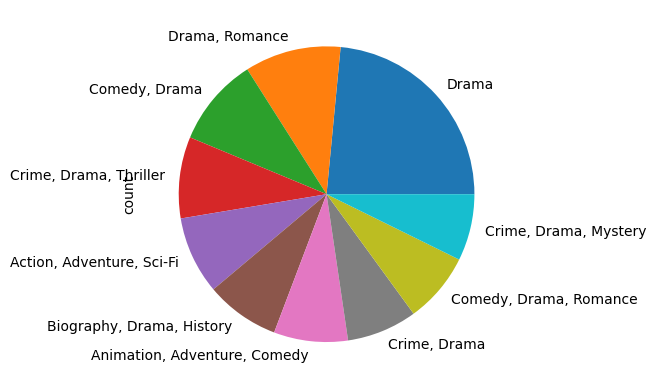 Drama, Romance
Drama
Comedy, Drama
Crime, Drama, Thriller
count
Crime, Drama, Mystery
Action, Adventure, Sci-Fi
Comedy, Drama, Romance
Biography, Drama, History
Crime, Drama
Animation, Adventure, Comedy